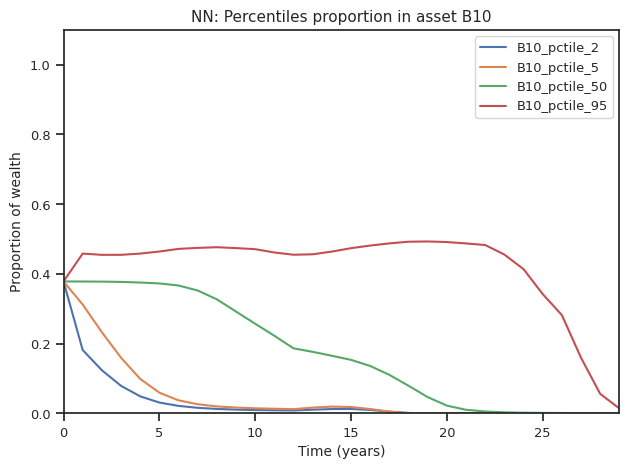 NN: Percentiles proportion in asset B10
B10_pctile_2
B10_pctile_5
B10_pctile_50
B10_pctile_95
1.0
0.8
0.6
0.4
0.2
0.0
Proportion of wealth
0
5
10
15
20
25
Time (years)